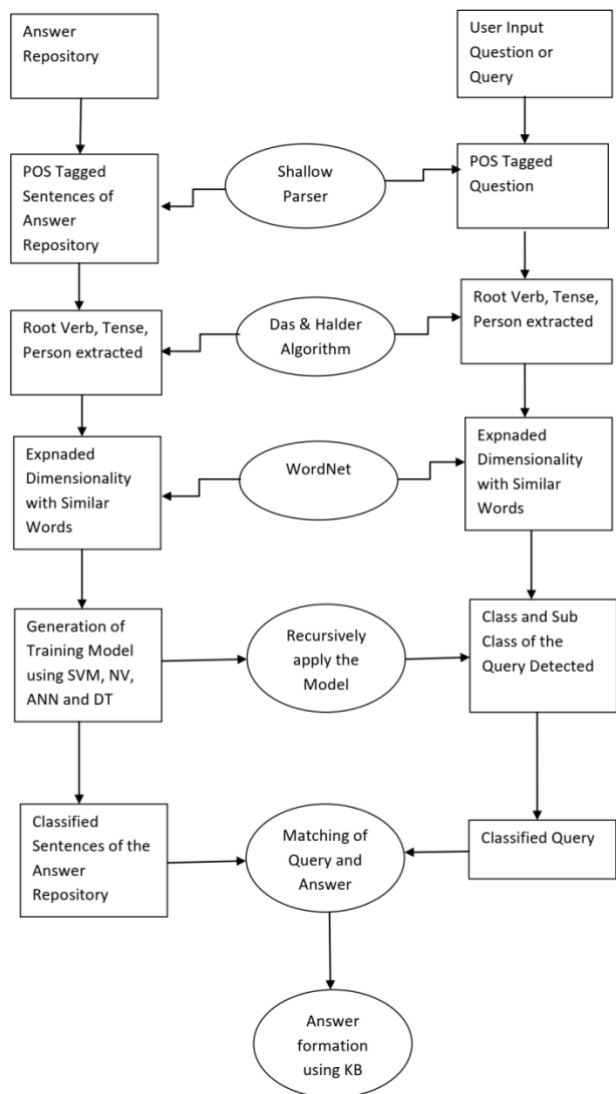 Answer
Repository
User Input
Question or
Query
POS Tagged
Sentences of
Answer
Repository
Shallow
Parser
POS Tagged
Question
Root Verb, Tense,
Person extracted
Das & Halder
Algorithm
Root Verb, Tense,
Person extracted
Expnaded
Dimensionality
with Similar
Words
WordNet
Expnaded
Dimensionality
with Similar
Words
Generation of
Training Model
using SVM, NV,
ANN and DT
Recursively
apply the
Model
Class and Sub
Class of the
Query Detected
Classified
Sentences of the
Answer
Repository
Matching of
Query and
Answer
Classified Query
Answer
formation
using KB